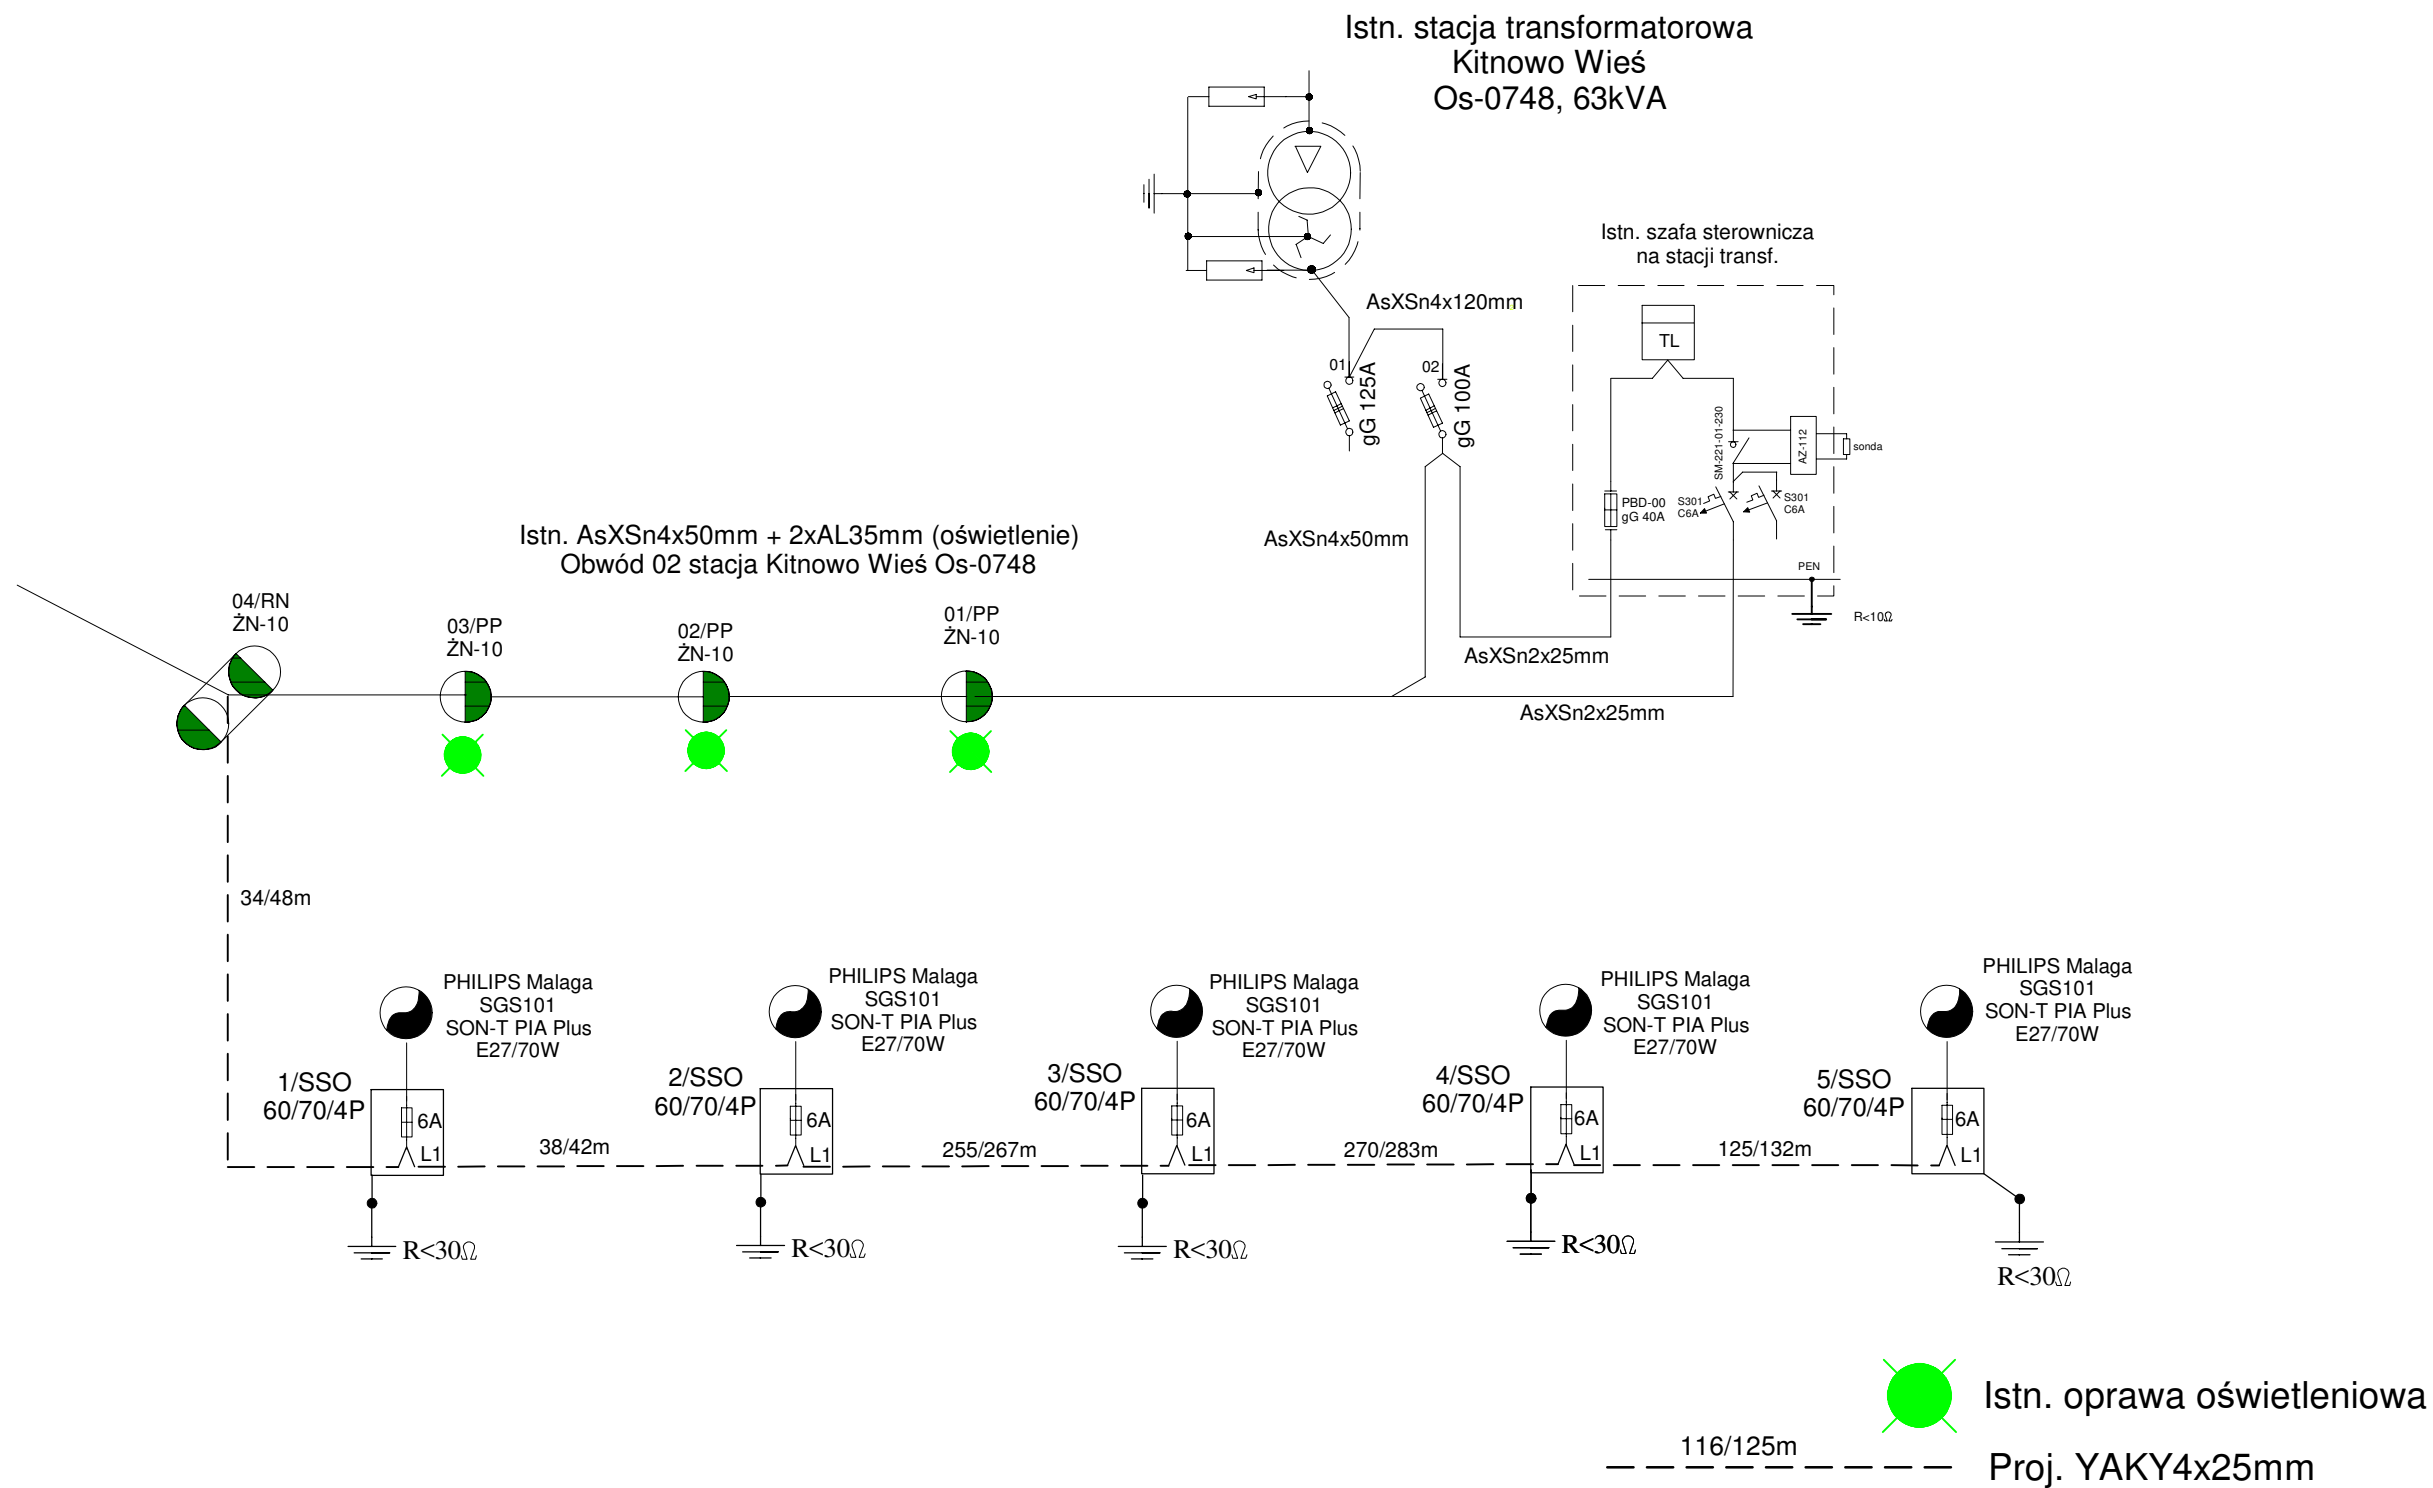 Istn. stacja transformatorowa
Kitnowo Wieś
Os-0748, 63kVA
Istn. szafa sterownicza
na stacji transf.
AsXSn4x120mm
TL
01
gG 125A
02
gG 100A
SM-221-01-230
AZ-112
sonda
PBD-00
gG 40A
S301
C6A
S301
C6A
PEN
R<10Ω
AsXSn4x50mm
AsXSn2x25mm
AsXSn2x25mm
Istn. AsXSn4x50mm + 2xAL35mm (oświetlenie)
Obwód 02 stacja Kitnowo Wieś Os-0748
04/RN
ŻN-10
03/PP
ŻN-10
02/PP
ŻN-10
01/PP
ŻN-10
34/48m
PHILIPS Malaga
SGS101
SON-T PIA Plus
E27/70W
1/SSO
60/70/4P
6A
L1
R<30Ω
38/42m
PHILIPS Malaga
SGS101
SON-T PIA Plus
E27/70W
2/SSO
60/70/4P
6A
L1
R<30Ω
255/267m
PHILIPS Malaga
SGS101
SON-T PIA Plus
E27/70W
3/SSO
60/70/4P
6A
L1
R<30Ω
270/283m
PHILIPS Malaga
SGS101
SON-T PIA Plus
E27/70W
4/SSO
60/70/4P
6A
L1
R<30Ω
125/132m
PHILIPS Malaga
SGS101
SON-T PIA Plus
E27/70W
5/SSO
60/70/4P
6A
L1
R<30Ω
Istn. oprawa oświetleniowa
116/125m
Proj. YAKY4x25mm